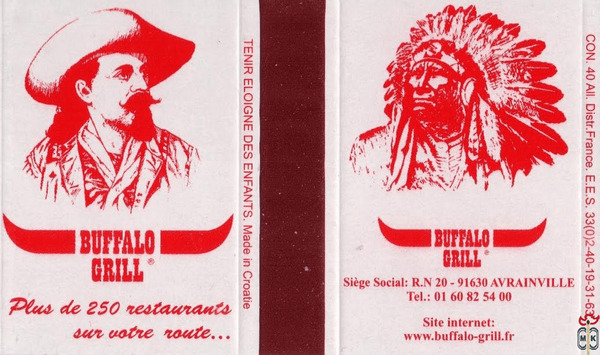 BUFFALO
GRILL®
Plus de 250 restaurants
sur votre route...
TENIR ELOIGNE DES ENFANTS. Made in Croatie
BUFFALO
GRILL®
Siège Social: R.N 20 - 91630 AVRAINVILLE
Tel.: 01 60 82 54 00
Site internet:
www.buffalo-grill.fr
CON. 40 All. Distr.France. E.E.S. 33(0)2-40-19-31-63
M K